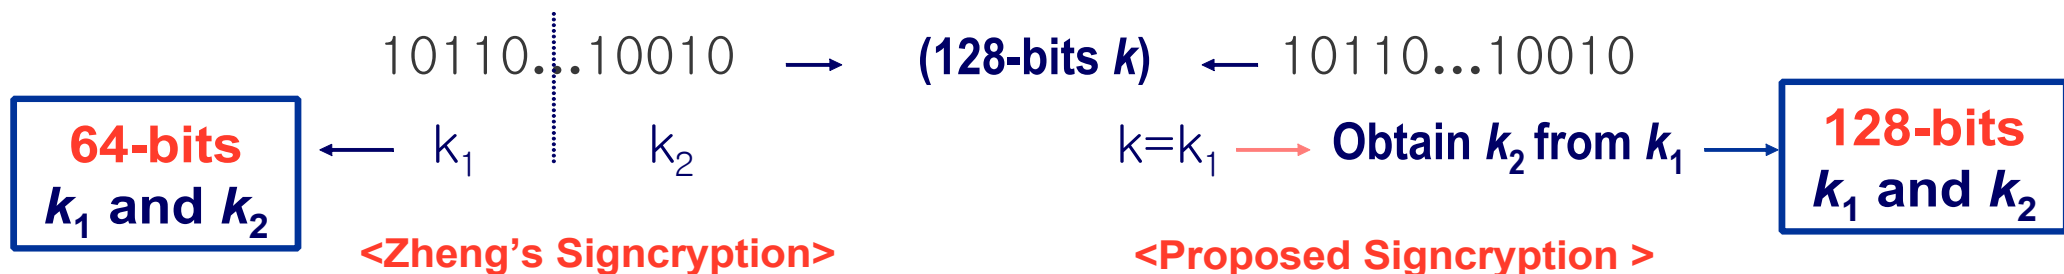 10110...10010
(128-bits k)
10110...10010
64-bits
k₁ and k₂
k₁
k₂
k=k₁
Obtain k₂ from k₁
128-bits
k₁ and k₂
<Zheng's Signcryption>
<Proposed Signcryption >